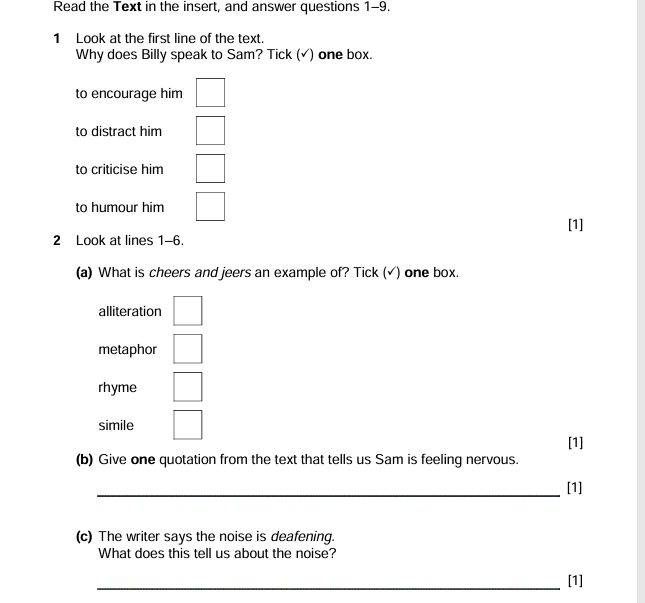 Read the Text in the insert, and answer questions 1–9.
1 Look at the first line of the text.
Why does Billy speak to Sam? Tick (✓) one box.
to encourage him
to distract him
to criticise him
to humour him
[1]
2 Look at lines 1–6.
(a) What is cheers and jeers an example of? Tick (✓) one box.
alliteration
metaphor
rhyme
simile
[1]
(b) Give one quotation from the text that tells us Sam is feeling nervous.
[1]
(c) The writer says the noise is deafening.
What does this tell us about the noise?
[1]